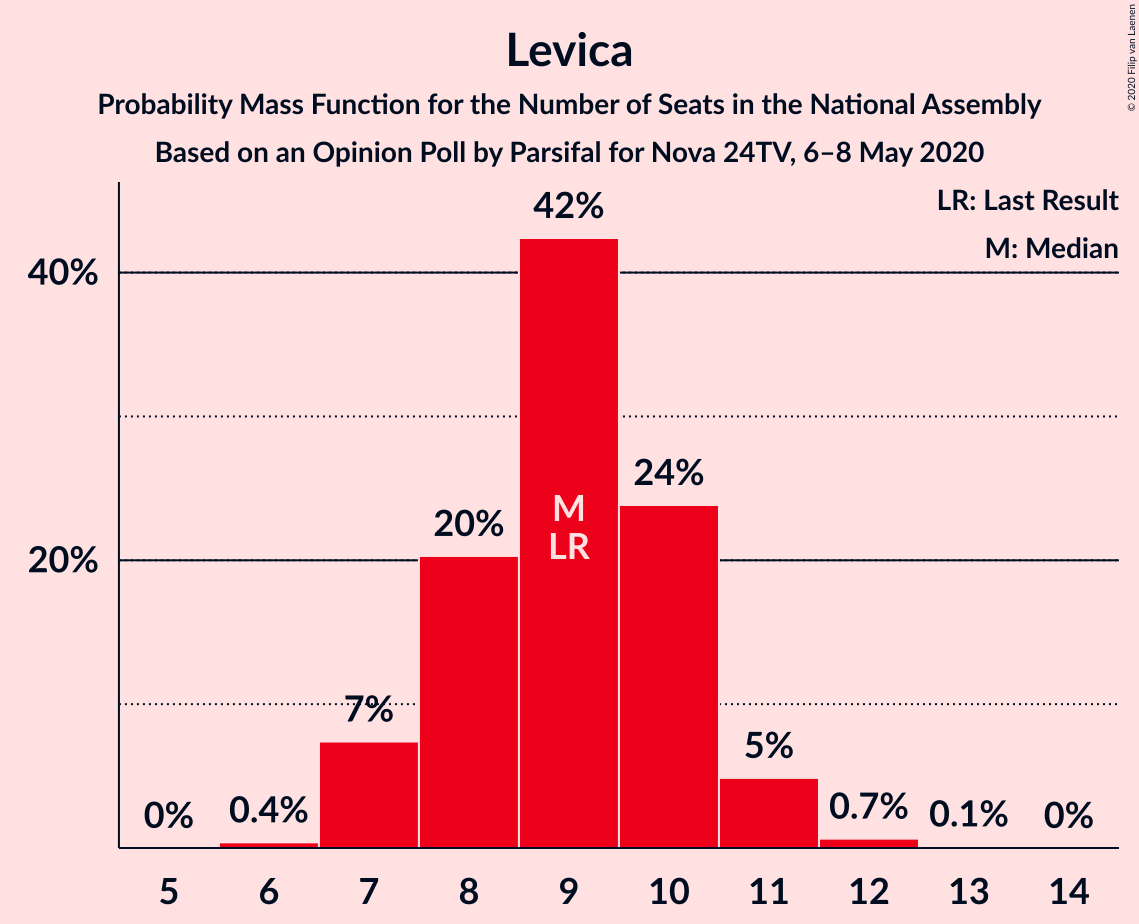 Levica
Probability Mass Function for the Number of Seats in the National Assembly
Based on an Opinion Poll by Parsifal for Nova 24TV, 6–8 May 2020
© 2020 Filip van Laenen
LR: Last Result
M: Median
40%
20%
0%
0.4%
7%
20%
42%
M
LR
24%
5%
0.7%
0.1%
0%
5 6 7 8 9 10 11 12 13 14